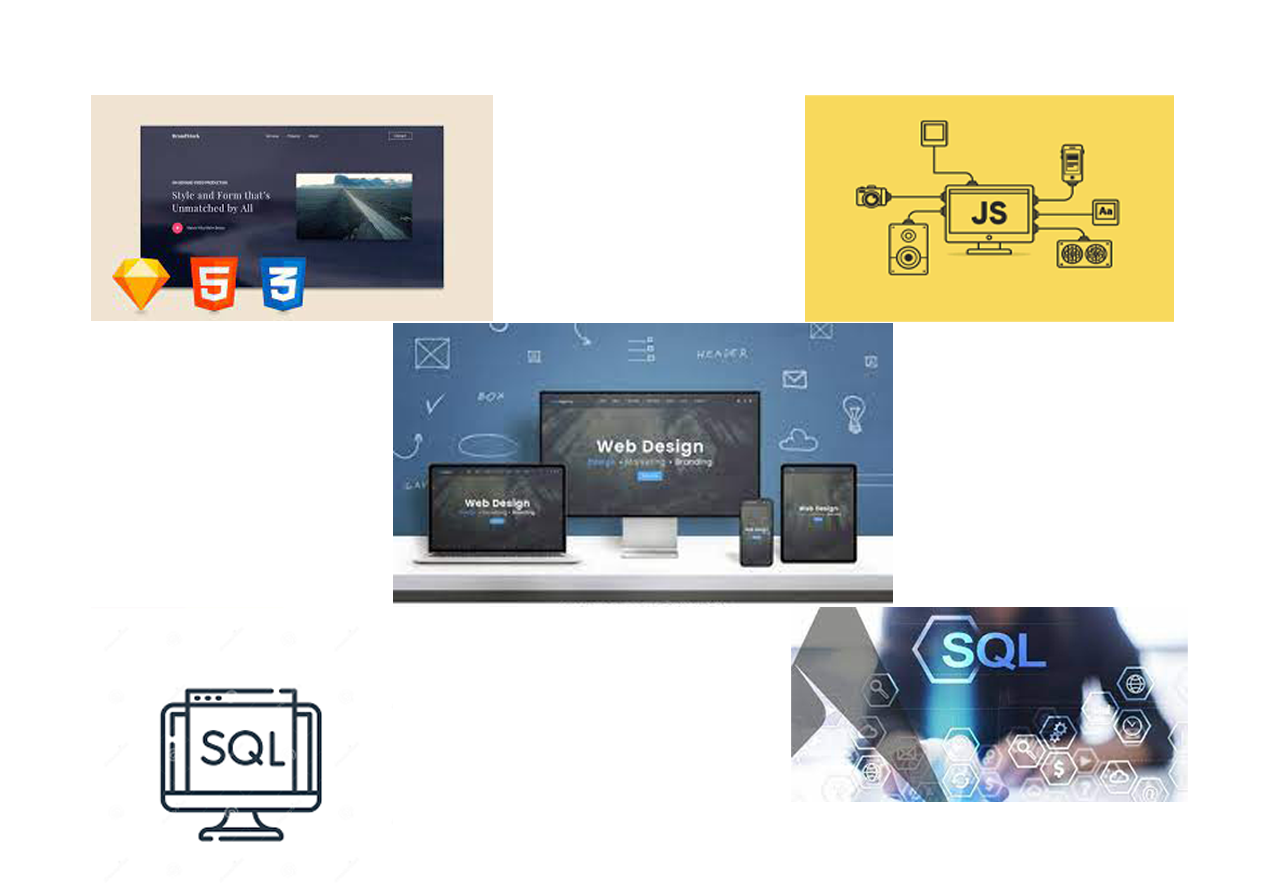 Style and Form that's
Unmatched by All
5
3
JS
Aa
HEADER
BOX
Web Design
Design • Marketing • Branding
Web Design
Web Design
Web Design
SQL
SQL